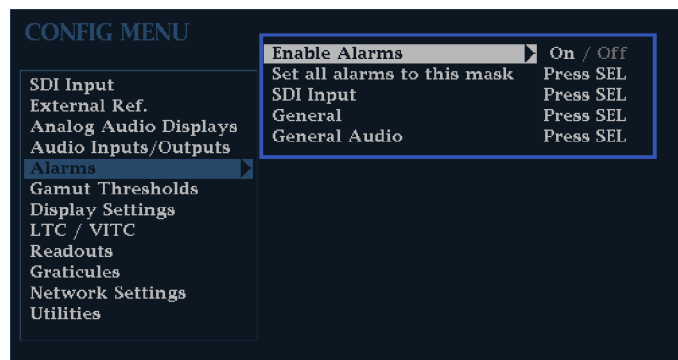 CONFIG MENU
Enable Alarms On / Off
Set all alarms to this mask Press SEL
SDI Input Press SEL
General Press SEL
General Audio Press SEL
SDI Input
External Ref.
Analog Audio Displays
Audio Inputs/Outputs
Alarms
Gamut Thresholds
Display Settings
LTC / VITC
Readouts
Graticules
Network Settings
Utilities